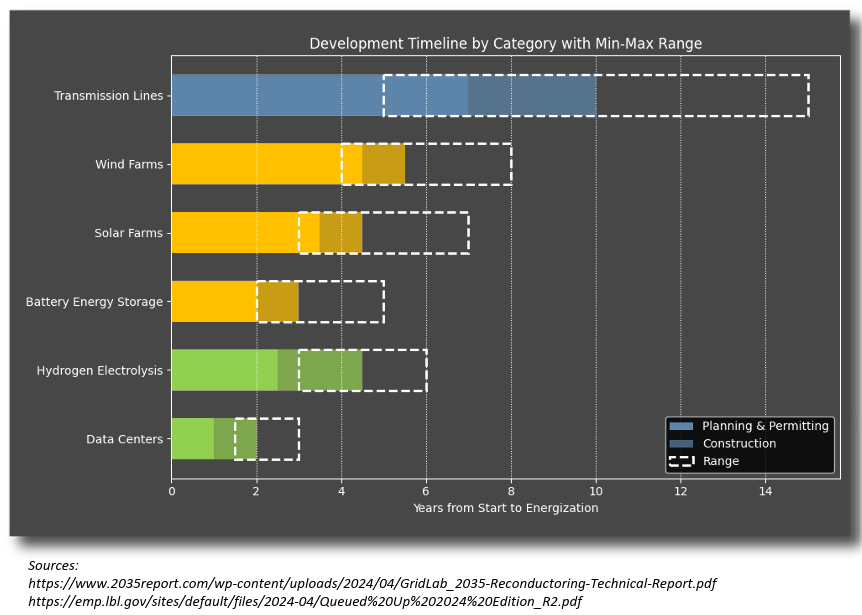 Development Timeline by Category with Min-Max Range
Transmission Lines
Wind Farms
Solar Farms
Battery Energy Storage
Hydrogen Electrolysis
Data Centers
Planning & Permitting
Construction
Range
0 2 4 6 8 10 12 14
Years from Start to Energization
Sources:
https://www.2035report.com/wp-content/uploads/2024/04/GridLab_2035-Reconductoring-Technical-Report.pdf
https://emp.lbl.gov/sites/default/files/2024-04/Queued%20Up%202024%20Edition_R2.pdf